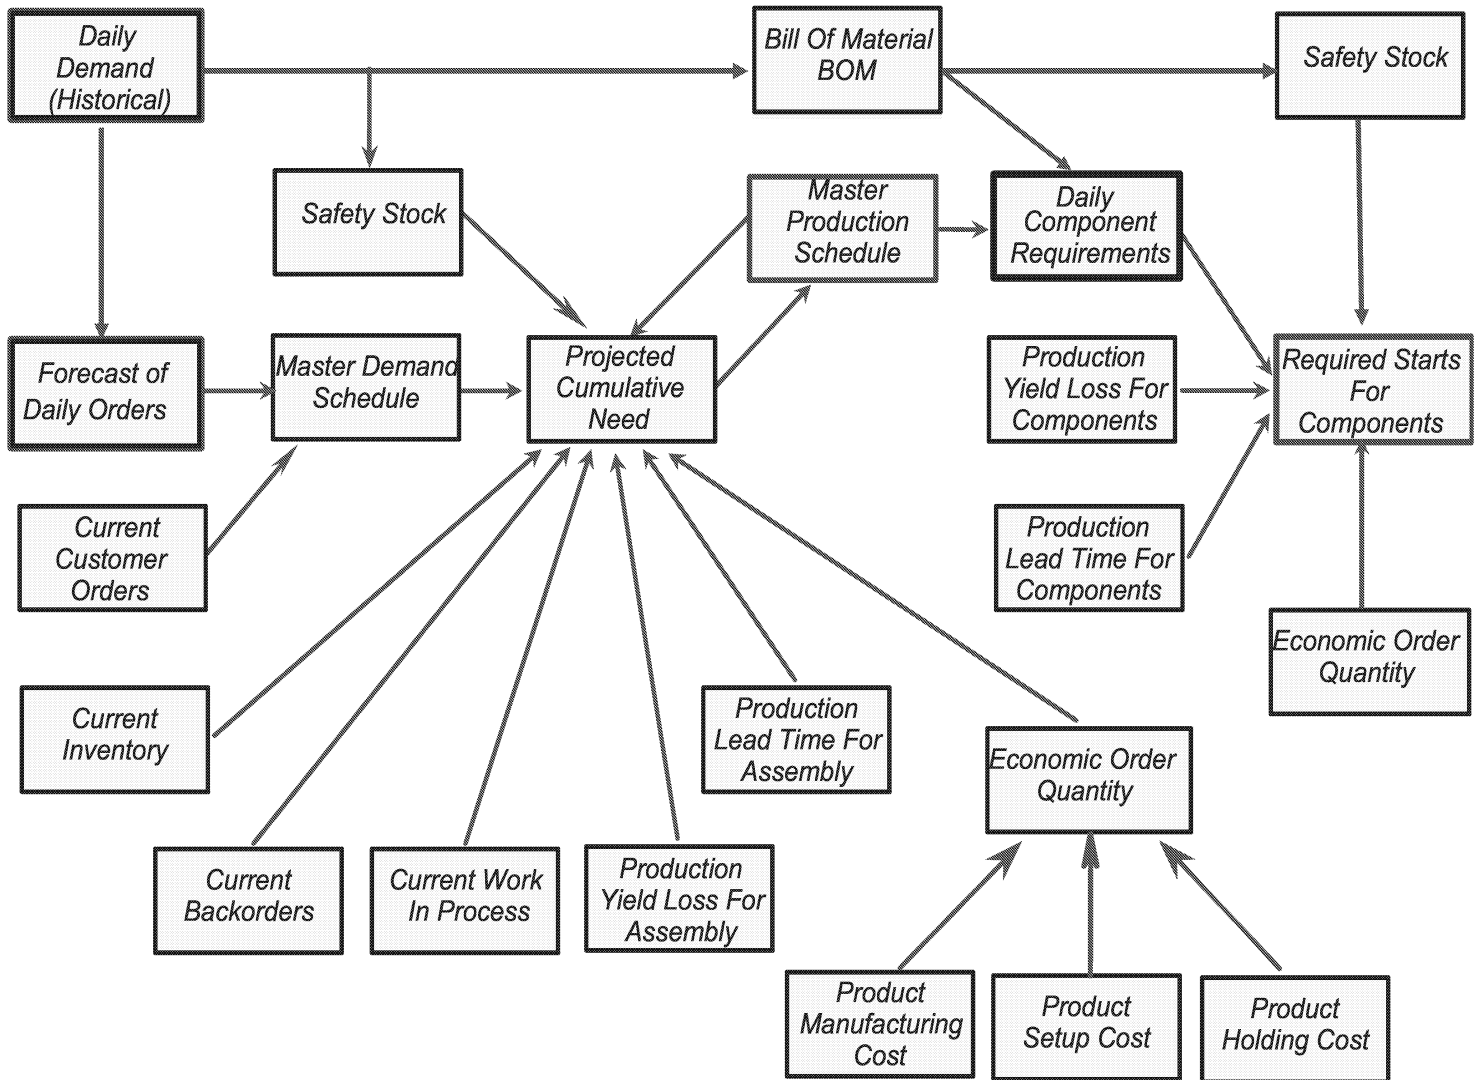 Daily
Demand
(Historical)
Bill Of Material
BOM
Safety Stock
Safety Stock
Master
Production
Schedule
Daily
Component
Requirements
Forecast of
Daily Orders
Master Demand
Schedule
Projected
Cumulative
Need
Production
Yield Loss For
Components
Required Starts
For
Components
Current
Customer
Orders
Production
Lead Time For
Components
Economic Order
Quantity
Current
Inventory
Production
Lead Time For
Assembly
Economic Order
Quantity
Current
Backorders
Current Work
In Process
Production
Yield Loss For
Assembly
Product
Manufacturing
Cost
Product
Setup Cost
Product
Holding Cost